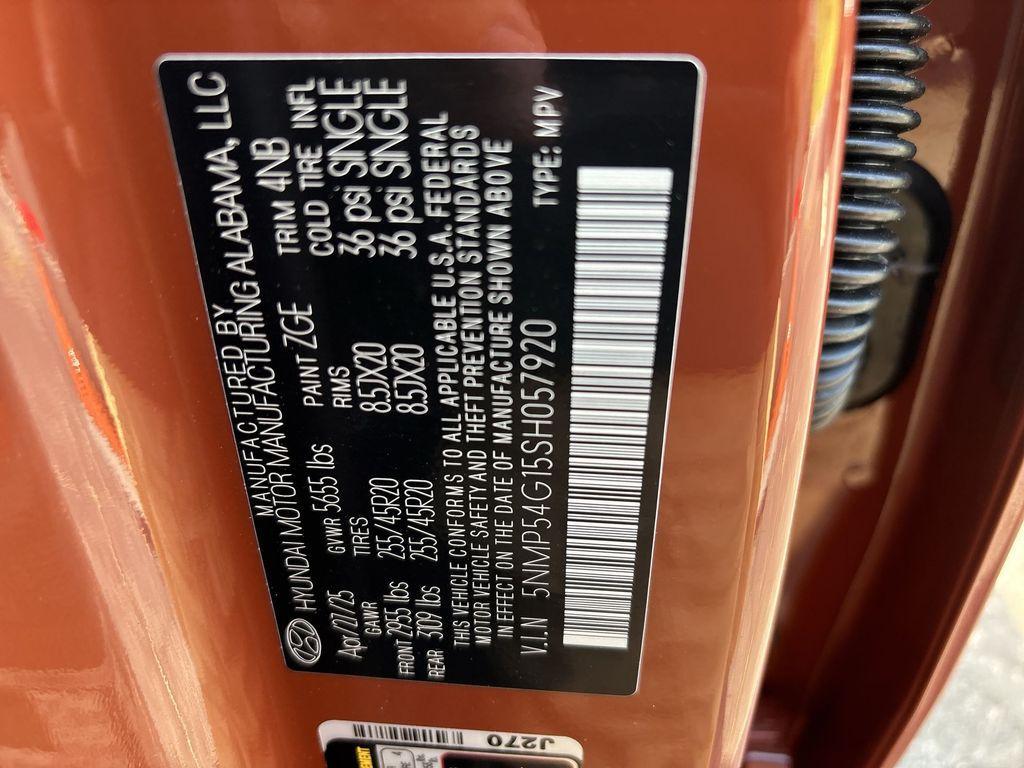 MANUFACTURED BY
HYUNDAI MOTOR MANUFACTURING ALABAMA, LLC
Apr/27/25 GVWR 5655 lbs PAINT ZGE TRIM 4NB
GAWR TIRES RIMS COLD TIRE INFL
FRONT 2955 lbs 255/45R20 8.5JX20 36 psi SINGLE
REAR 3091 lbs 255/45R20 8.5JX20 36 psi SINGLE
THIS VEHICLE CONFORMS TO ALL APPLICABLE U.S.A. FEDERAL
MOTOR VEHICLE SAFETY AND THEFT PREVENTION STANDARDS
IN EFFECT ON THE DATE OF MANUFACTURE SHOWN ABOVE
V.I.N 5NMP54G15SH057920 TYPE: MPV
J270